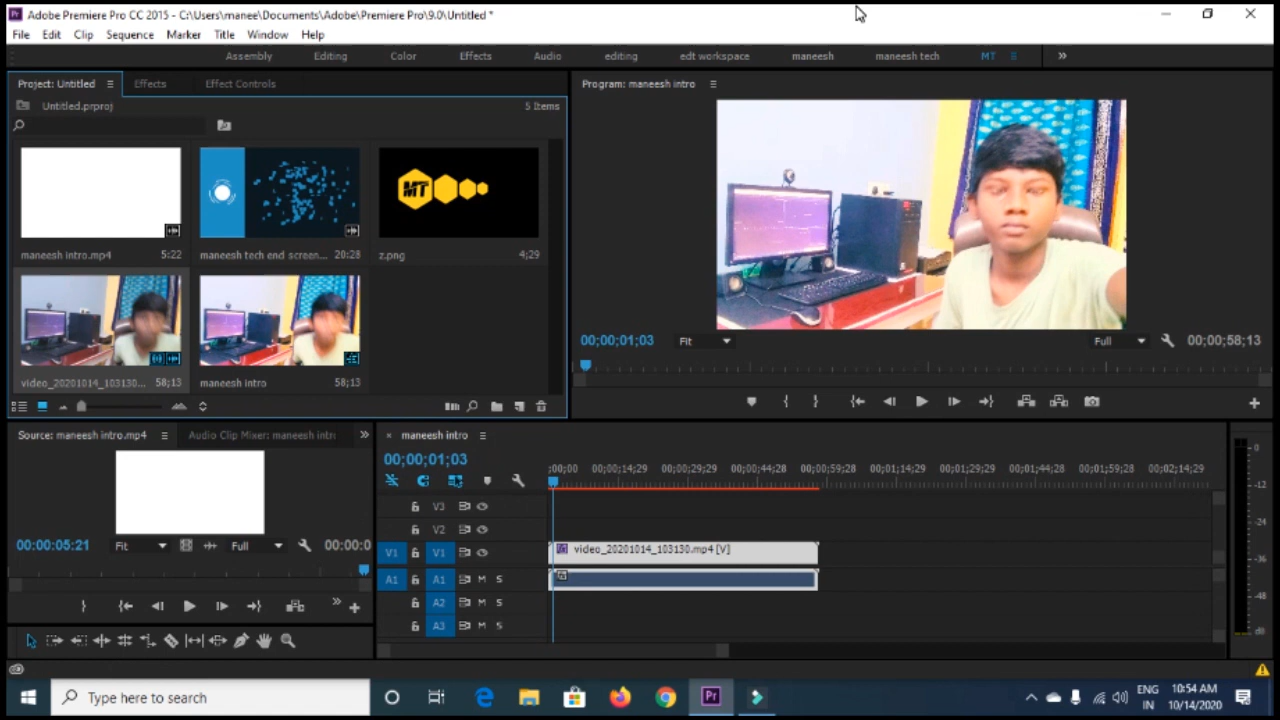 Adobe Premiere Pro CC 2015 - C:\Users\manee\Documents\Adobe\Premiere Pro\9.0\Untitled *
File Edit Clip Sequence Marker Title Window Help
Assembly Editing Color Effects Audio editing edt workspace maneesh maneesh tech MT
Project: Untitled Effects Effect Controls
Program: maneesh intro
Untitled.prproj 5 Items
MT
maneesh intro.mp4 5:22
maneesh tech end screen... 20:28
z.png 4;29
video_20201014_103130... 58;13
maneesh intro 58;13
00;00;01;03 Fit Full 00;00;58;13
Source: maneesh intro.mp4 Audio Clip Mixer: maneesh intro
00:00:05:21 Fit Full 00:00:0
maneesh intro
00;00;01;03
;00;00 00;00;14;29 00;00;29;29 00;00;44;28 00;00;59;28 00;01;14;29 00;01;29;29 00;01;44;28 00;01;59;28 00;02;14;29
V3
V2
V1 V1 video_20201014_103130.mp4 [V]
A1 A1 M S
A2 M S
A3 M S
0
-12
-24
-36
-48
dB
Type here to search
Pr
ENG
IN
10:54 AM
10/14/2020